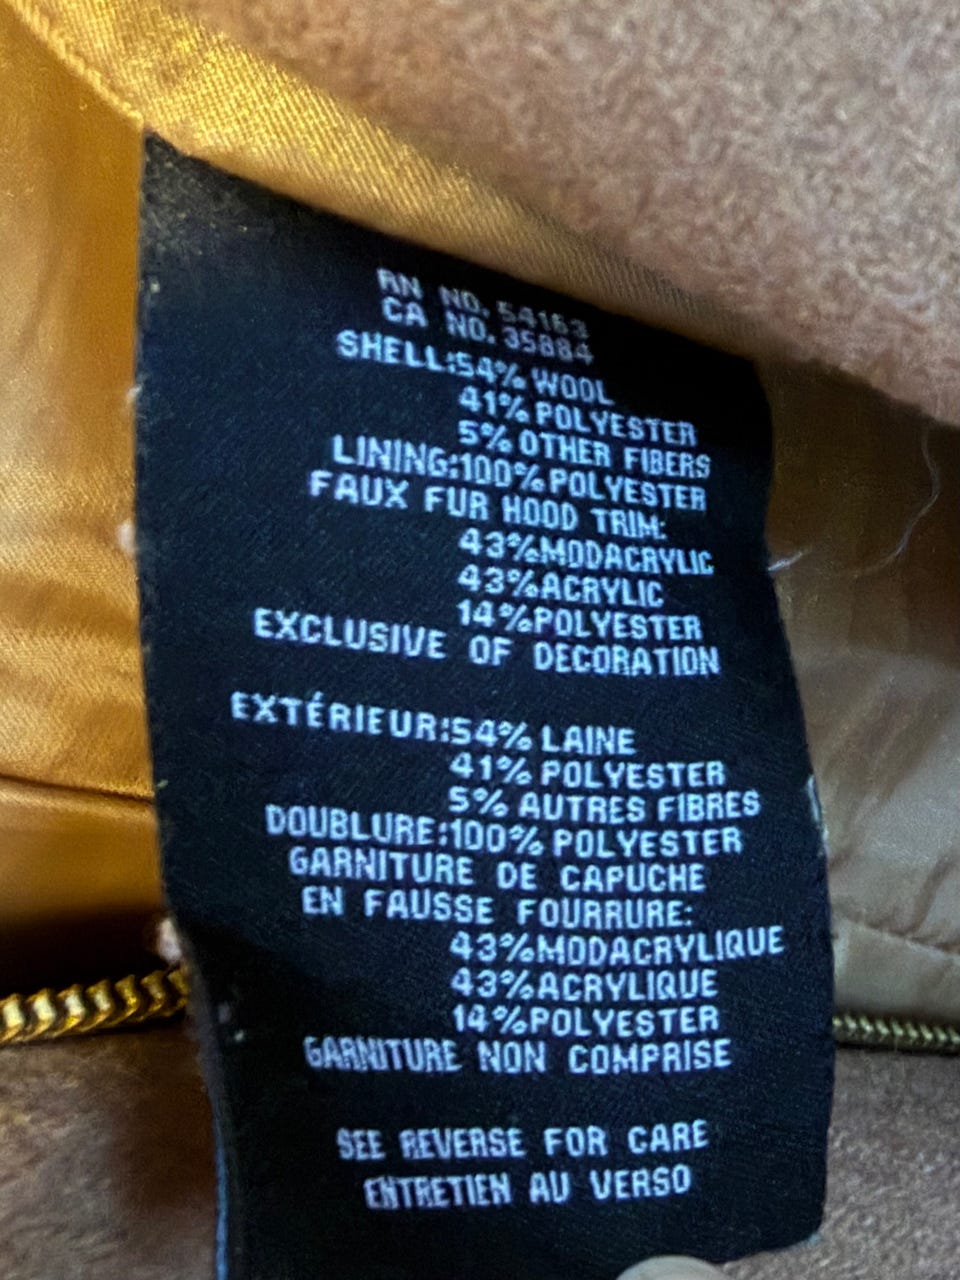 RN NO. 54163
CA NO. 35884
SHELL:54% WOOL
41% POLYESTER
5% OTHER FIBERS
LINING:100% POLYESTER
FAUX FUR HOOD TRIM:
43%MODACRYLIC
43%ACRYLIC
14%POLYESTER
EXCLUSIVE OF DECORATION
EXTÉRIEUR:54% LAINE
41% POLYESTER
5% AUTRES FIBRES
DOUBLURE:100% POLYESTER
GARNITURE DE CAPUCHE
EN FAUSSE FOURRURE:
43%MODACRYLIQUE
43%ACRYLIQUE
14%POLYESTER
GARNITURE NON COMPRISE
SEE REVERSE FOR CARE
ENTRETIEN AU VERSO